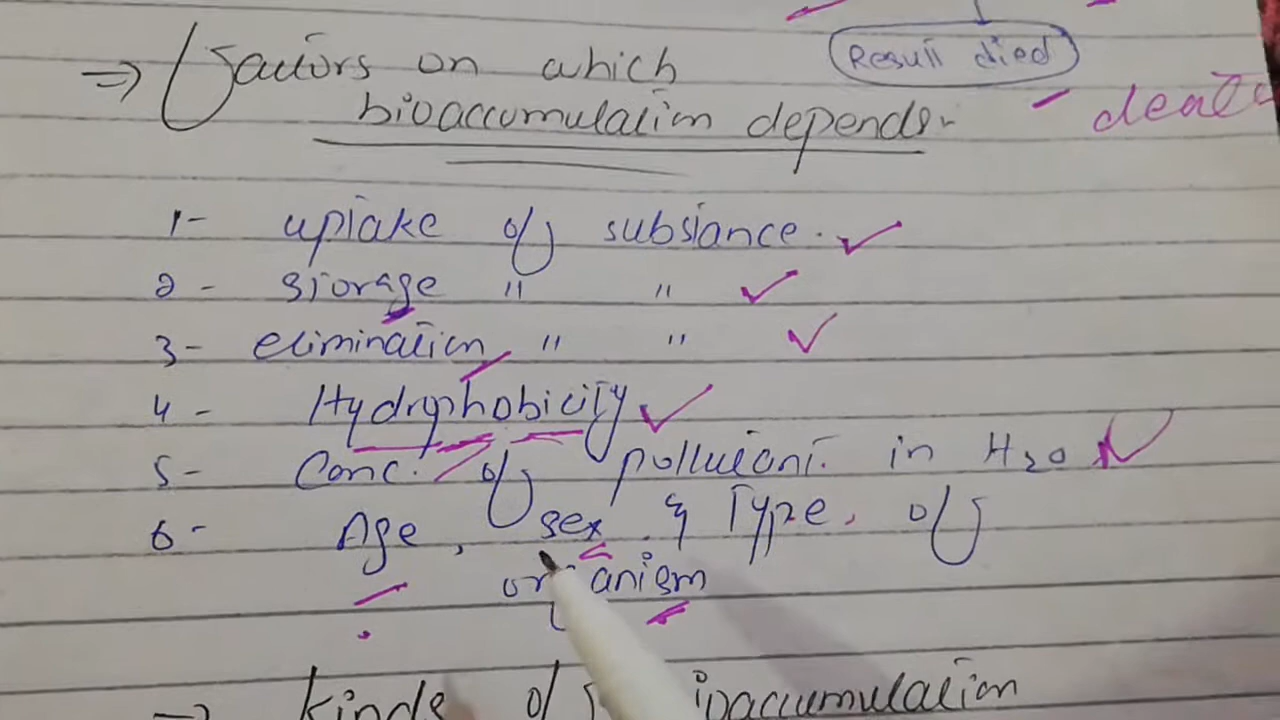 Result died
death
⇒ Factors on which
bioaccumulation depends-
1- uptake of substance.
2- storage " "
3- elimination " "
4- Hydrophobicity
5- Conc. of pollutant. in H2O
6- Age, sex & Type of
organism
→ kinds of bioaccumulation